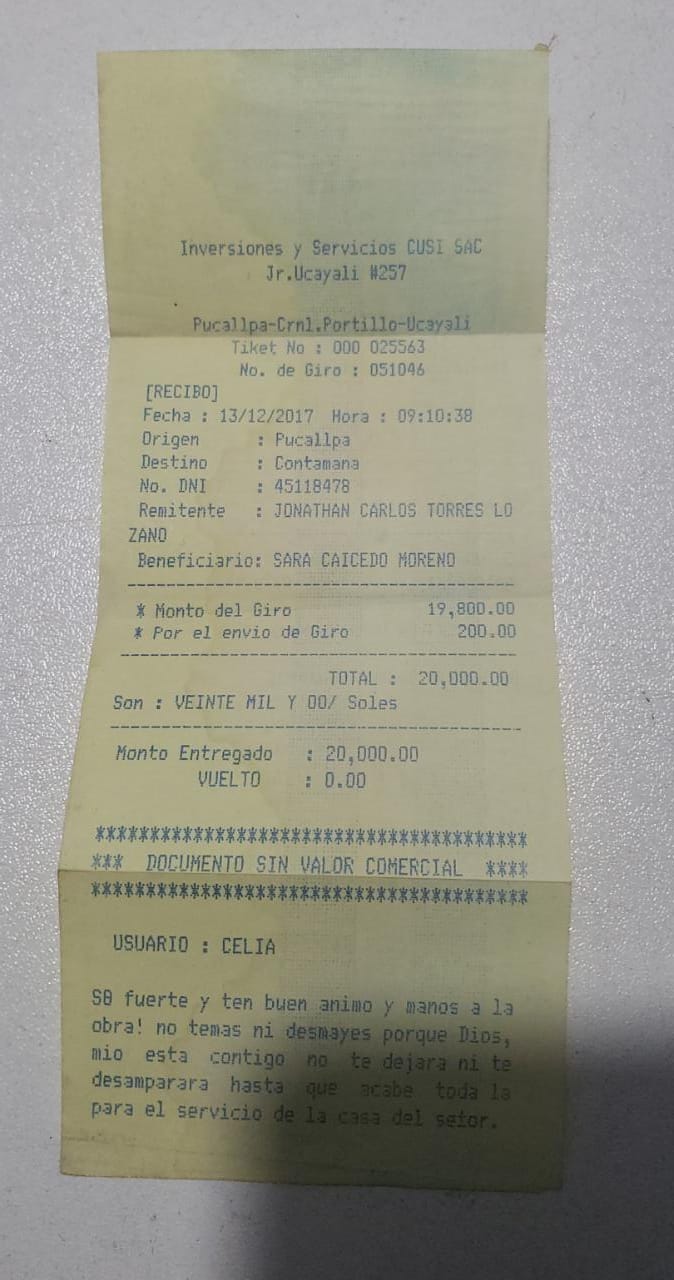 Inversiones y Servicios CUSI SAC
Jr.Ucayali #257
Pucallpa-Crnl.Portillo-Ucayali
Tiket No : 000 025563
No. de Giro : 051046
[RECIBO]
Fecha : 13/12/2017 Hora : 09:10:38
Origen : Pucallpa
Destino : Contamana
No. DNI : 45118478
Remitente : JONATHAN CARLOS TORRES LO
ZANO
Beneficiario: SARA CAICEDO MORENO
---------------------------------------
* Monto del Giro 19,800.00
* Por el envio de Giro 200.00
---------------------------------------
TOTAL : 20,000.00
Son : VEINTE MIL Y 00/ Soles
---------------------------------------
Monto Entregado : 20,000.00
VUELTO : 0.00
***************************************
*** DOCUMENTO SIN VALOR COMERCIAL ****
***************************************
USUARIO : CELIA
Sθ fuerte y ten buen animo y manos a la
obra! no temas ni desmayes porque Dios,
mio esta contigo no te dejara ni te
desamparara hasta que acabe toda la
para el servicio de la casa del setor.